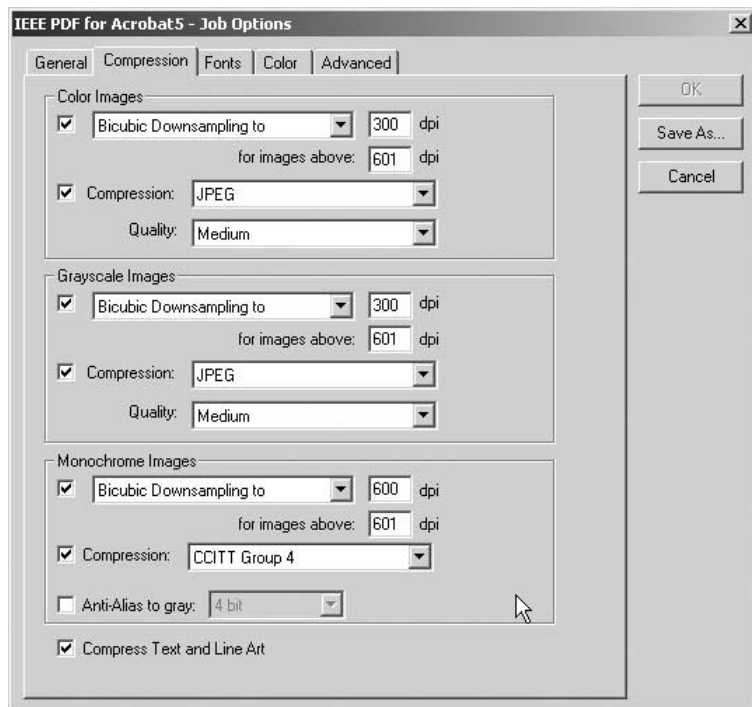 IEEE PDF for Acrobat5 - Job Options
General Compression Fonts Color Advanced
OK
Save As...
Cancel
Color Images
Bicubic Downsampling to 300 dpi
for images above: 601 dpi
Compression: JPEG
Quality: Medium
Grayscale Images
Bicubic Downsampling to 300 dpi
for images above: 601 dpi
Compression: JPEG
Quality: Medium
Monochrome Images
Bicubic Downsampling to 600 dpi
for images above: 601 dpi
Compression: CCITT Group 4
Anti-Alias to gray: 4 bit
Compress Text and Line Art